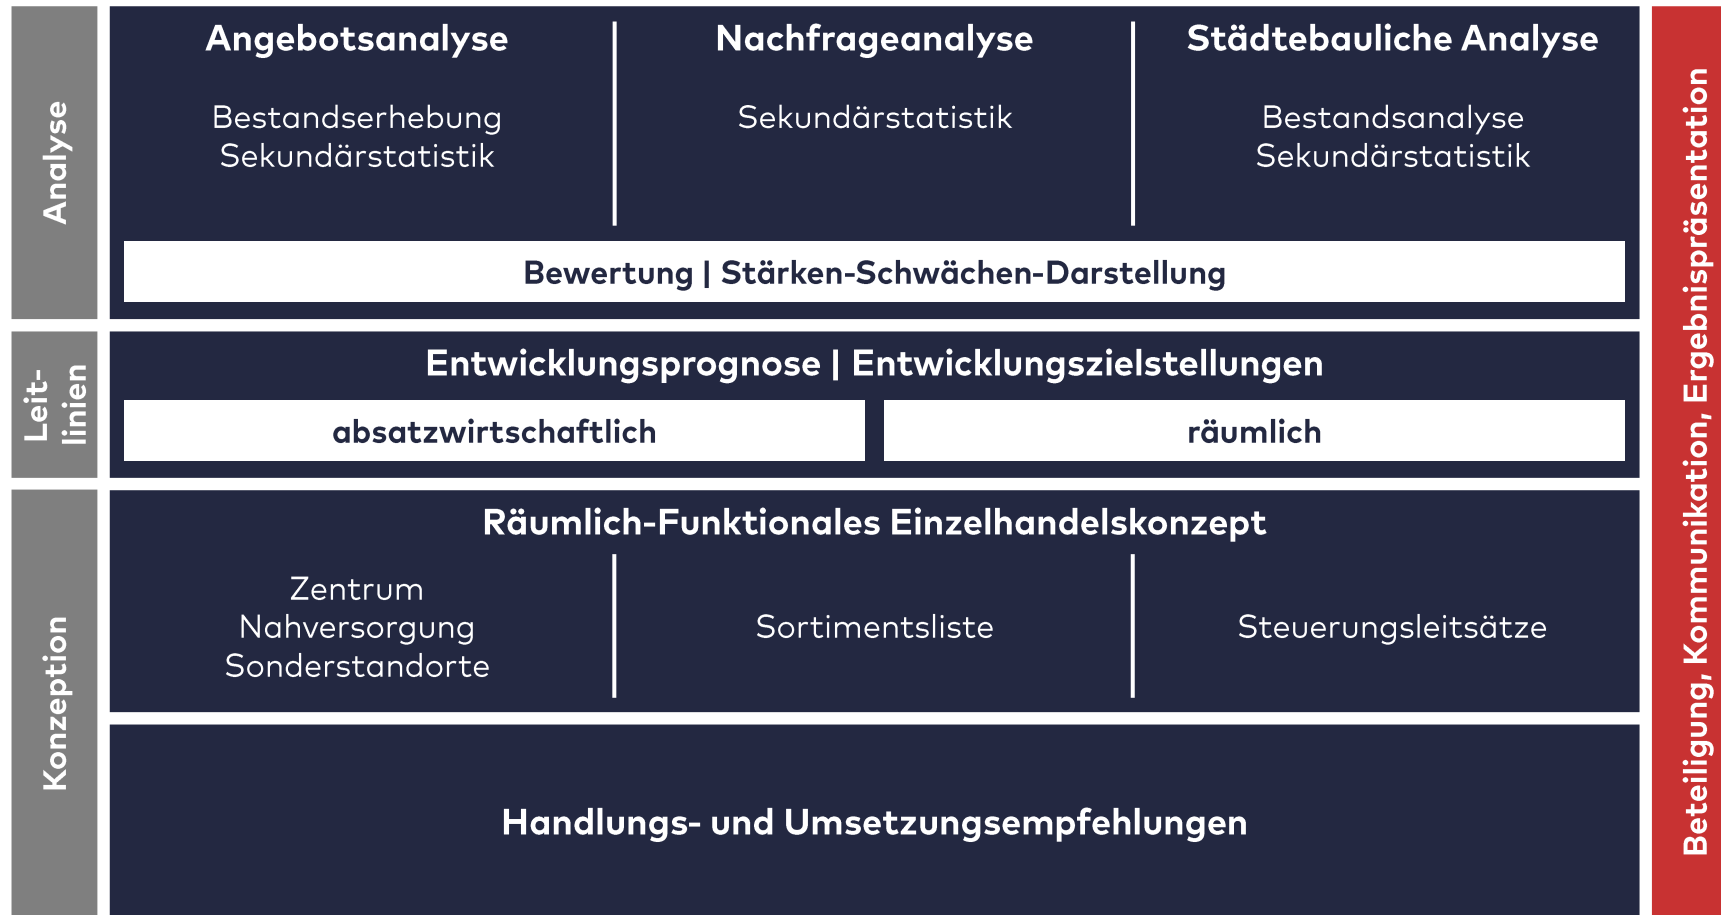 Analyse
Angebotsanalyse
Bestandserhebung
Sekundärstatistik
Nachfrageanalyse
Sekundärstatistik
Städtebauliche Analyse
Bestandsanalyse
Sekundärstatistik
Bewertung | Stärken-Schwächen-Darstellung
Leit-
linien
Entwicklungsprognose | Entwicklungszielstellungen
absatzwirtschaftlich
räumlich
Konzeption
Räumlich-Funktionales Einzelhandelskonzept
Zentrum
Nahversorgung
Sonderstandorte
Sortimentsliste
Steuerungsleitsätze
Handlungs- und Umsetzungsempfehlungen
Beteiligung, Kommunikation, Ergebnispräsentation